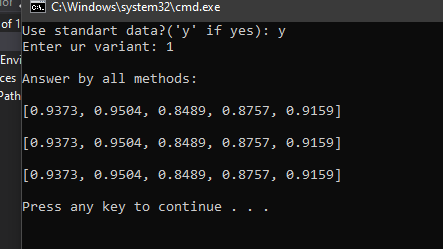 C:\Windows\system32\cmd.exe
of 1
Use standart data?('y' if yes): y
Enter ur variant: 1
Envi
Answer by all methods:
ces
Path
[0.9373, 0.9504, 0.8489, 0.8757, 0.9159]
[0.9373, 0.9504, 0.8489, 0.8757, 0.9159]
[0.9373, 0.9504, 0.8489, 0.8757, 0.9159]
Press any key to continue . . .